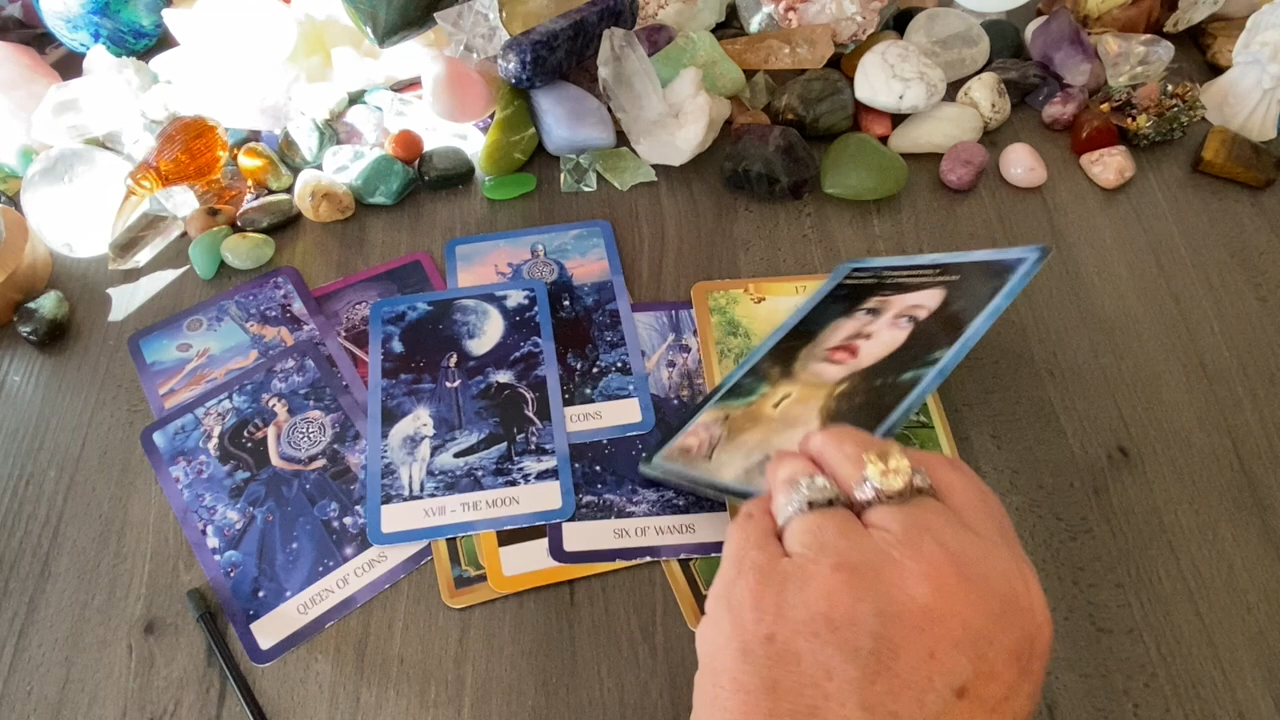 17
COINS
XVIII – THE MOON
SIX OF WANDS
QUEEN OF COINS